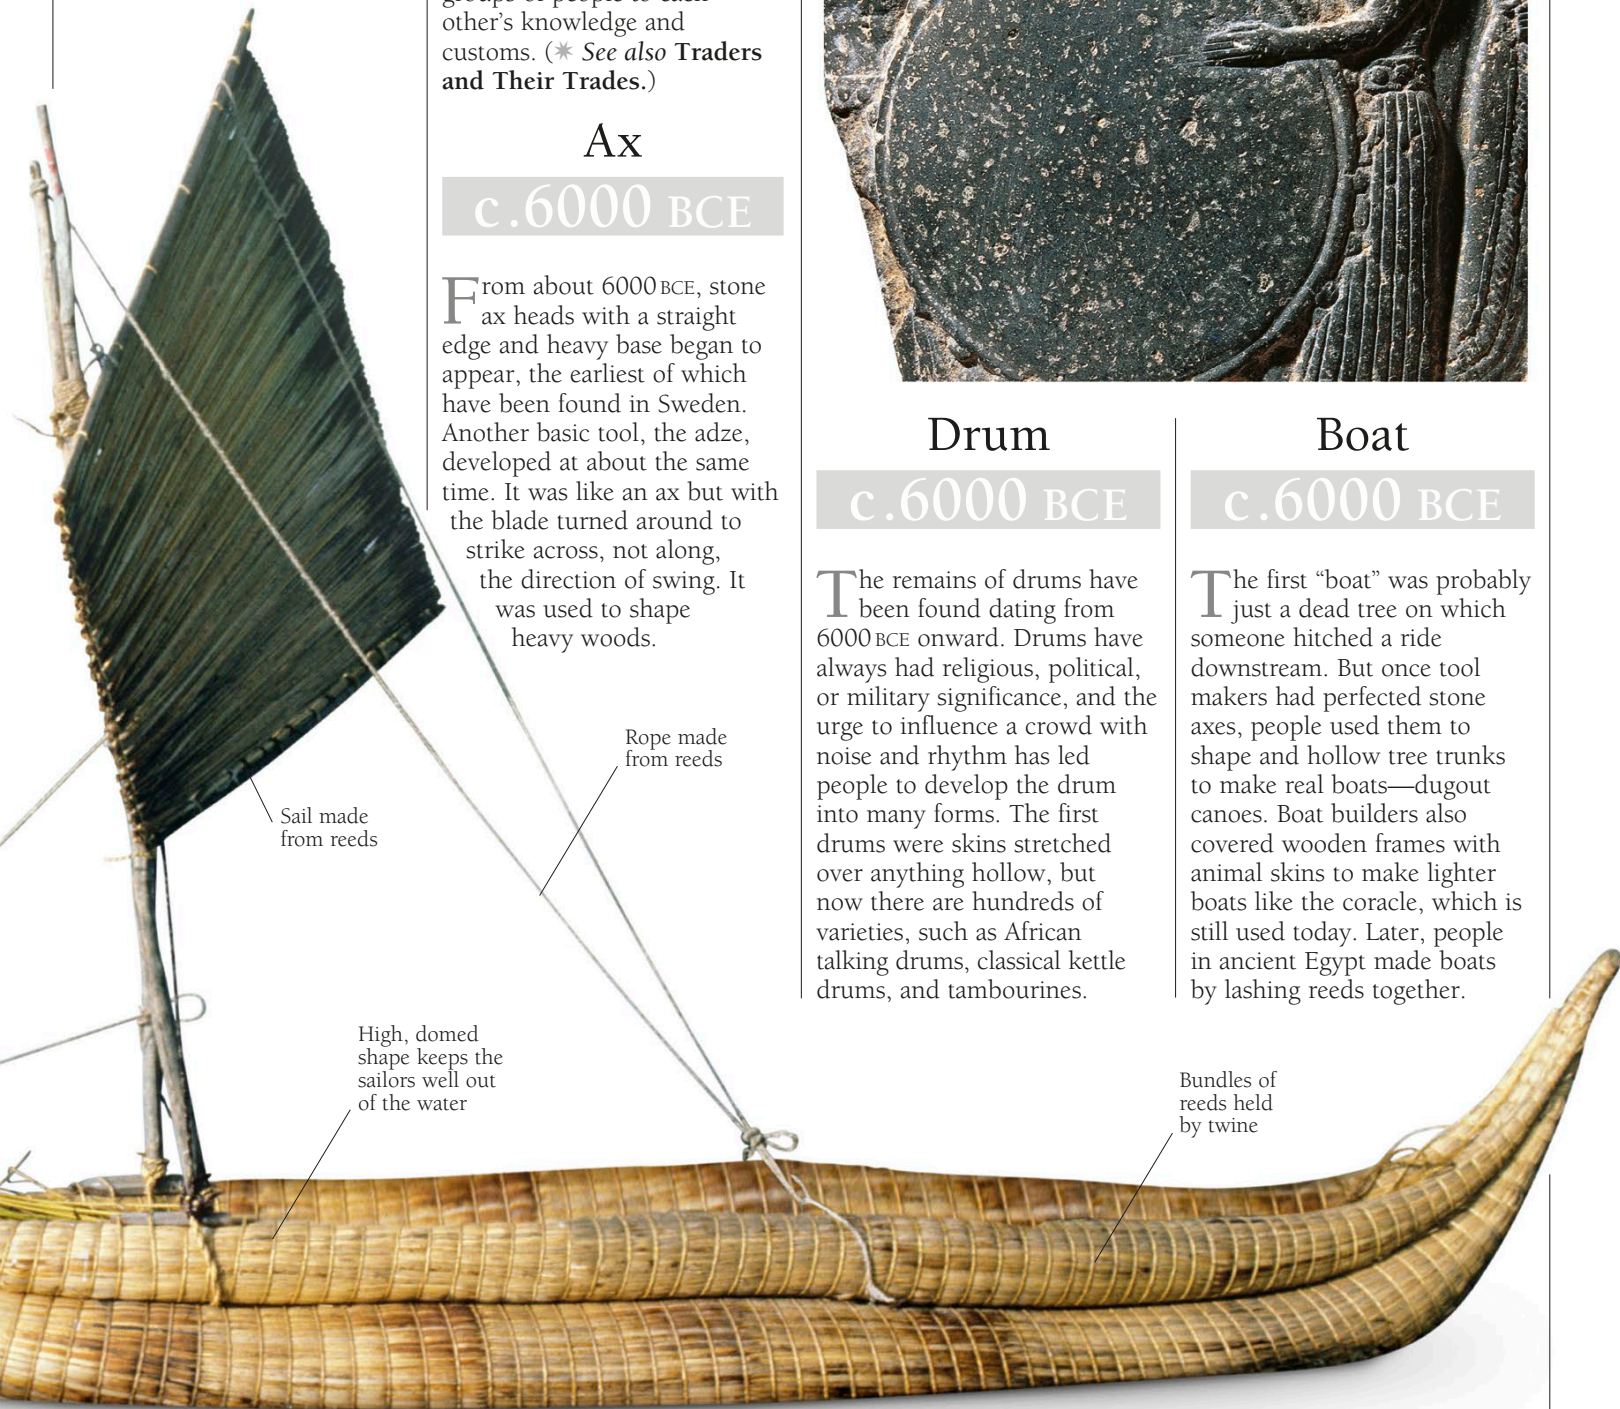 groups of people to each
other’s knowledge and
customs. (✷ See also Traders
and Their Trades.)
Ax
c.6000 BCE
From about 6000 BCE, stone
ax heads with a straight
edge and heavy base began to
appear, the earliest of which
have been found in Sweden.
Another basic tool, the adze,
developed at about the same
time. It was like an ax but with
the blade turned around to
strike across, not along,
the direction of swing. It
was used to shape
heavy woods.
Drum
c.6000 BCE
The remains of drums have
been found dating from
6000 BCE onward. Drums have
always had religious, political,
or military significance, and the
urge to influence a crowd with
noise and rhythm has led
people to develop the drum
into many forms. The first
drums were skins stretched
over anything hollow, but
now there are hundreds of
varieties, such as African
talking drums, classical kettle
drums, and tambourines.
Boat
c.6000 BCE
The first “boat” was probably
just a dead tree on which
someone hitched a ride
downstream. But once tool
makers had perfected stone
axes, people used them to
shape and hollow tree trunks
to make real boats—dugout
canoes. Boat builders also
covered wooden frames with
animal skins to make lighter
boats like the coracle, which is
still used today. Later, people
in ancient Egypt made boats
by lashing reeds together.
Rope made
from reeds
Sail made
from reeds
High, domed
shape keeps the
sailors well out
of the water
Bundles of
reeds held
by twine